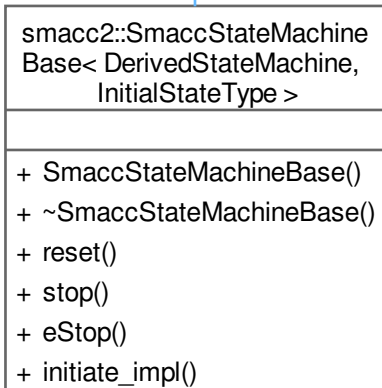 smacc2::SmaccStateMachine
Base< DerivedStateMachine,
InitialStateType >
+ SmaccStateMachineBase()
+ ~SmaccStateMachineBase()
+ reset()
+ stop()
+ eStop()
+ initiate_impl()